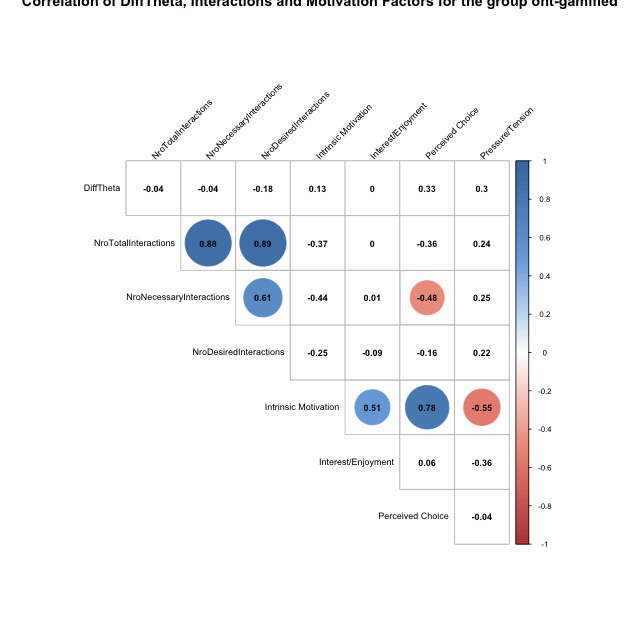 Correlation of DiffTheta, Interactions and Motivation Factors for the group ont-gamified
NroTotalInteractions
NroNecessaryInteractions
NroDesiredInteractions
Intrinsic Motivation
Interest/Enjoyment
Perceived Choice
Pressure/Tension
DiffTheta -0.04 -0.04 -0.18 0.13 0 0.33 0.3
NroTotalInteractions 0.88 0.89 -0.37 0 -0.36 0.24
NroNecessaryInteractions 0.61 -0.44 0.01 -0.48 0.25
NroDesiredInteractions -0.25 -0.09 -0.16 0.22
Intrinsic Motivation 0.51 0.78 -0.55
Interest/Enjoyment 0.06 -0.36
Perceived Choice -0.04
1
0.8
0.6
0.4
0.2
0
-0.2
-0.4
-0.6
-0.8
-1